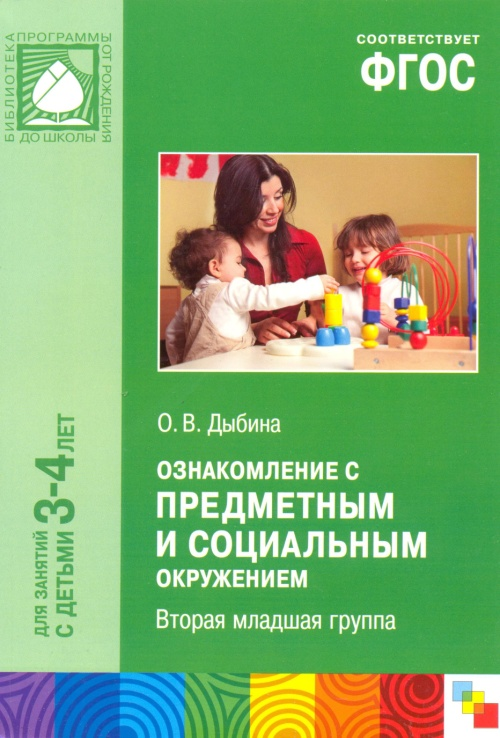 БИБЛИОТЕКА
ПРОГРАММЫ
ОТ РОЖДЕНИЯ
ДО ШКОЛЫ
СООТВЕТСТВУЕТ
ФГОС
О. В. Дыбина
ОЗНАКОМЛЕНИЕ С
ПРЕДМЕТНЫМ
И СОЦИАЛЬНЫМ
ОКРУЖЕНИЕМ
Вторая младшая группа
ДЛЯ ЗАНЯТИЙ
С ДЕТЬМИ 3-4 ЛЕТ